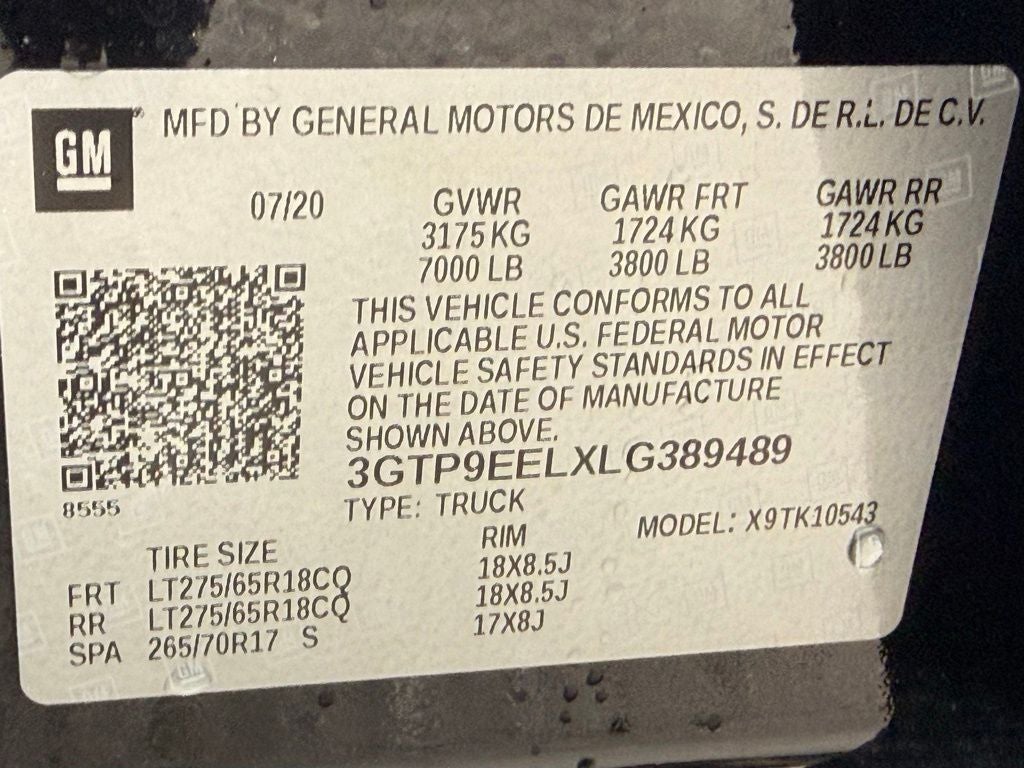 GM
MFD BY GENERAL MOTORS DE MEXICO, S. DE R.L. DE C.V.
07/20 GVWR GAWR FRT GAWR RR
3175 KG 1724 KG 1724 KG
7000 LB 3800 LB 3800 LB
THIS VEHICLE CONFORMS TO ALL
APPLICABLE U.S. FEDERAL MOTOR
VEHICLE SAFETY STANDARDS IN EFFECT
ON THE DATE OF MANUFACTURE
SHOWN ABOVE.
3GTP9EELXLG389489
8555
TYPE: TRUCK
MODEL: X9TK10543
TIRE SIZE RIM
FRT LT275/65R18CQ 18X8.5J
RR LT275/65R18CQ 18X8.5J
SPA 265/70R17 S 17X8J
GM